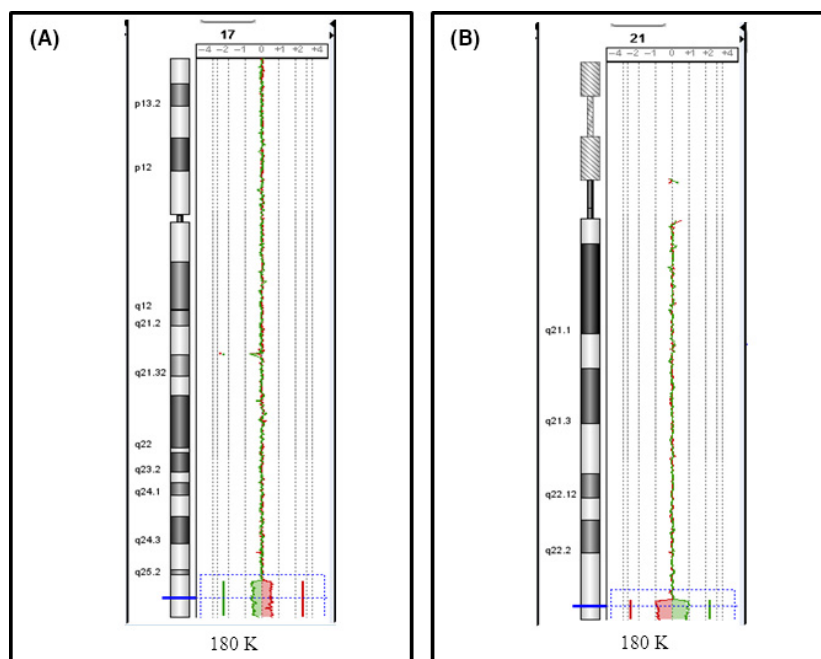 (A)
17
−4 −2 −1 0 +1 +2 +4
p13.2
p12
q12
q21.2
q21.32
q22
q23.2
q24.1
q24.3
q25.2
180 K
(B)
21
−4 −2 −1 0 +1 +2 +4
q21.1
q21.3
q22.12
q22.2
180 K